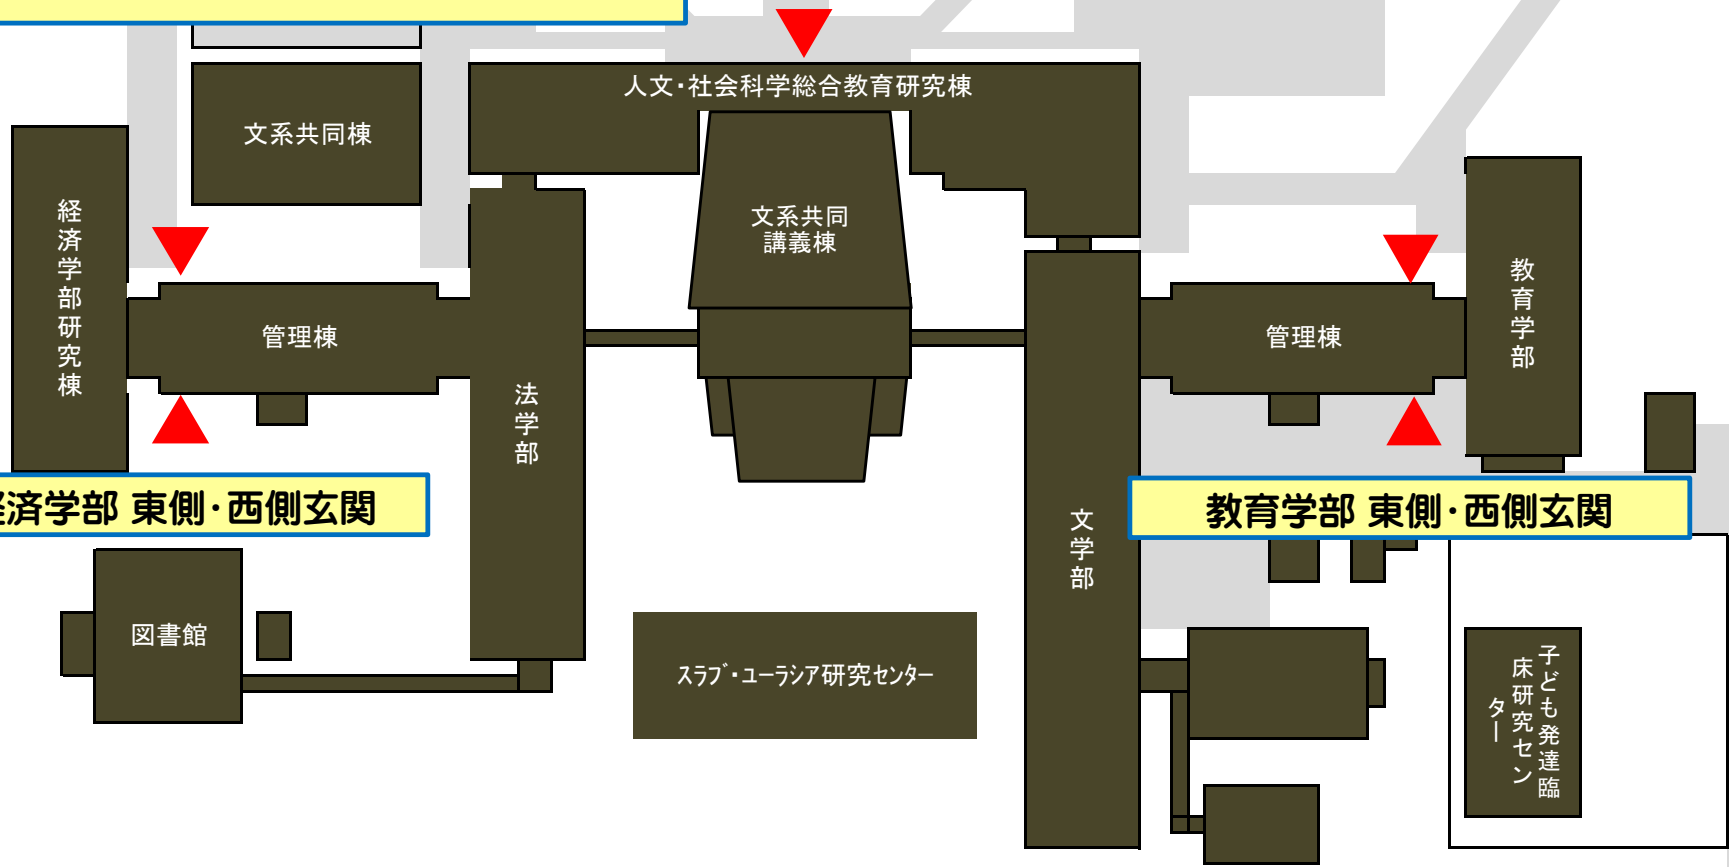 人文・社会科学総合教育研究棟
文系共同棟
経済学部研究棟
文系共同
講義棟
管理棟
法学部
管理棟
教育学部
済学部 東側・西側玄関
教育学部 東側・西側玄関
文学部
図書館
スラブ・ユーラシア研究センター
子ども発達臨
床研究セン
ター